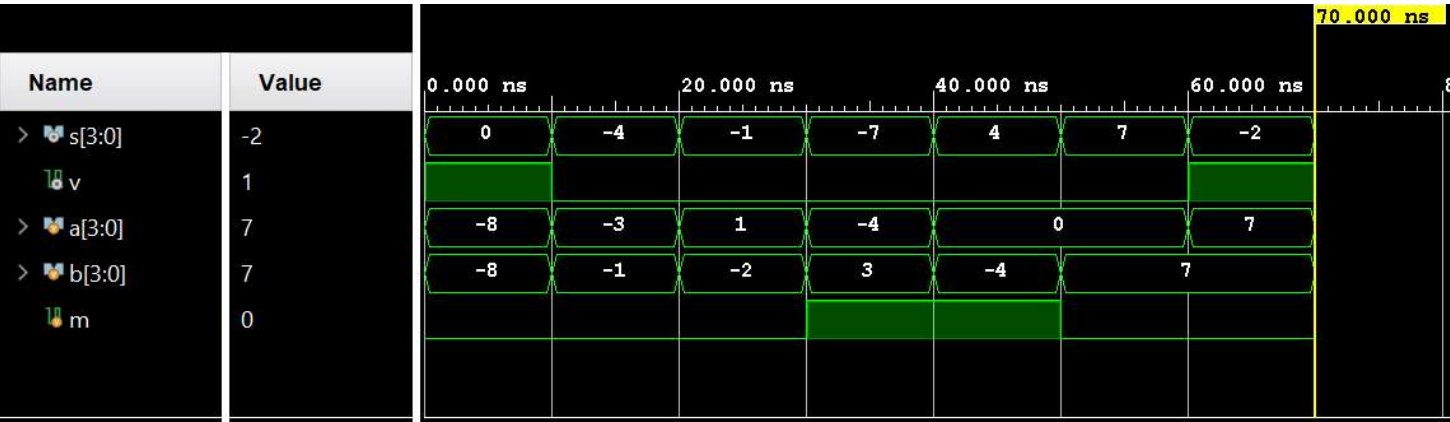 70.000 ns
Name Value
0.000 ns 20.000 ns 40.000 ns 60.000 ns 8
> s[3:0] -2 0 -4 -1 -7 4 7 -2
v 1
> a[3:0] 7 -8 -3 1 -4 0 7
> b[3:0] 7 -8 -1 -2 3 -4 7
m 0